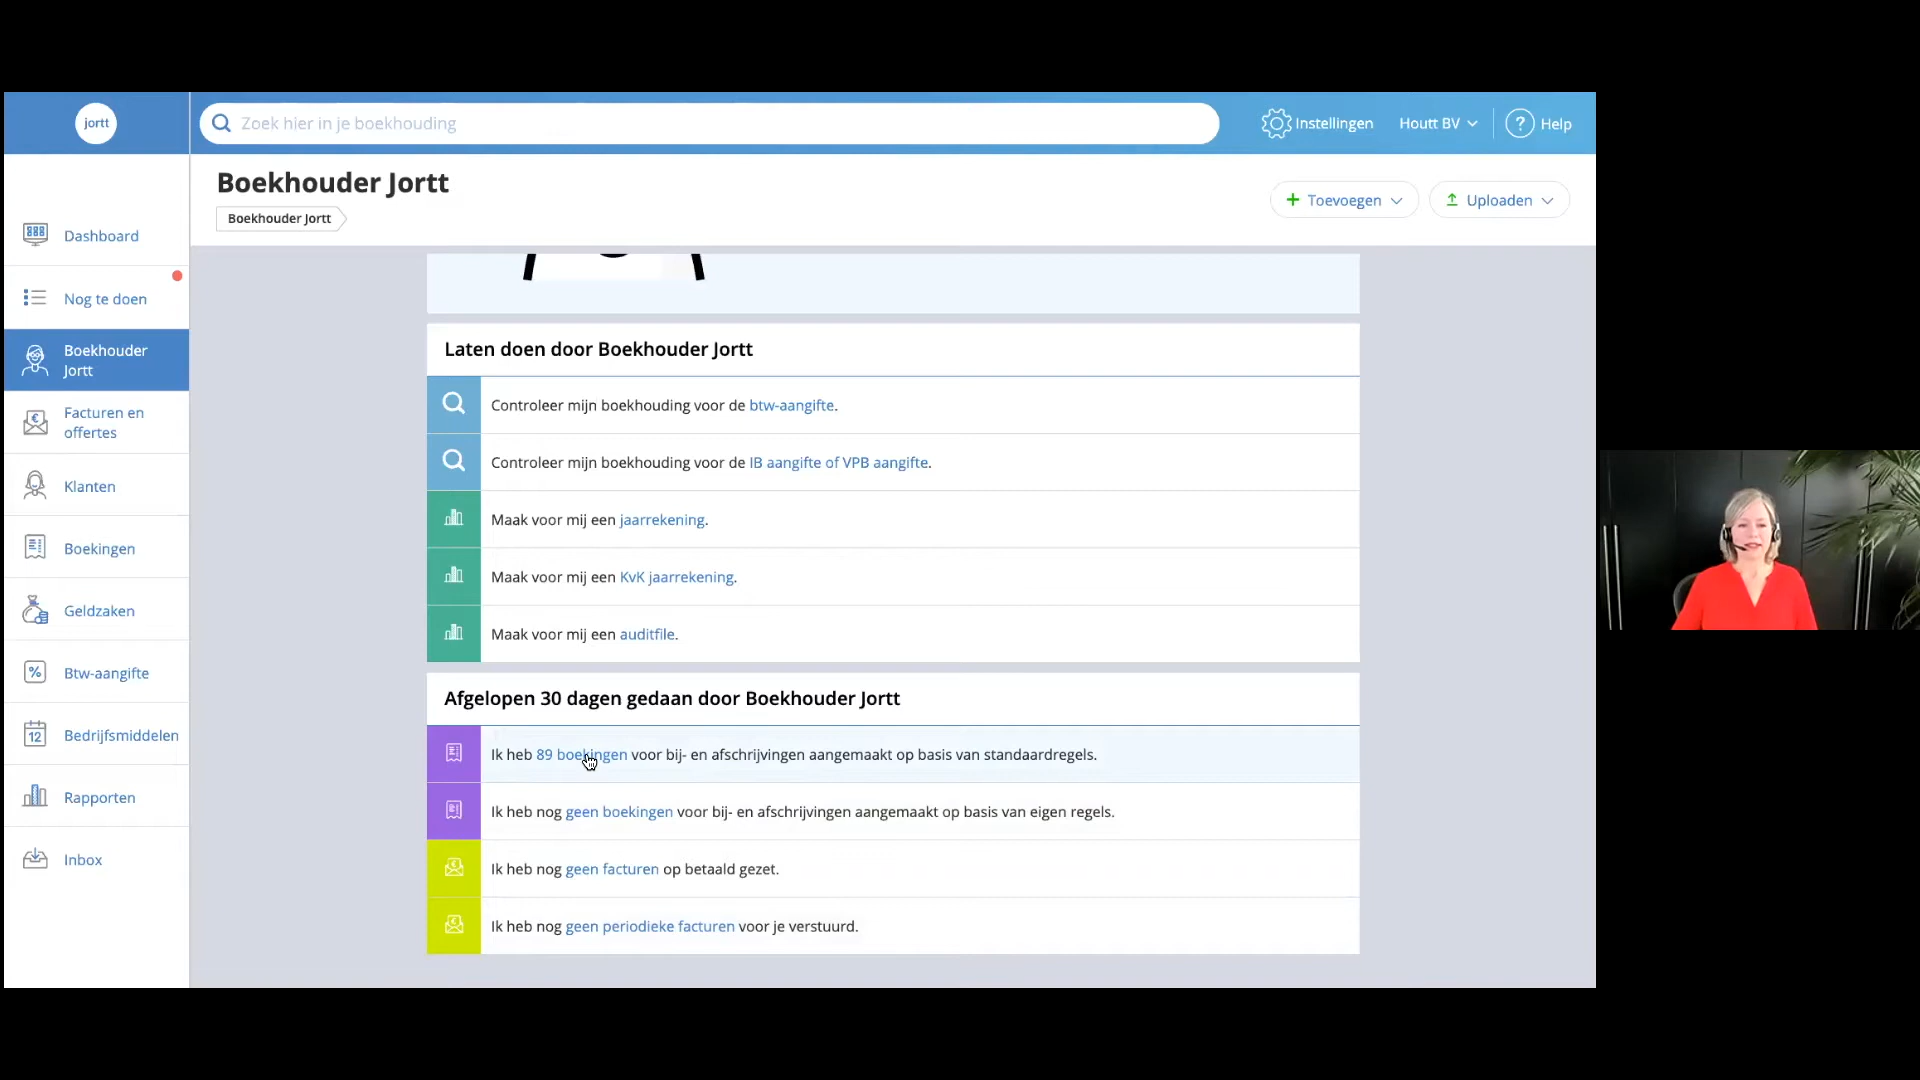 jortt
Zoek hier in je boekhouding
Instellingen
Houtt BV
? Help
Boekhouder Jortt
Boekhouder Jortt
+ Toevoegen
Uploaden
Dashboard
Nog te doen
Boekhouder
Jortt
Facturen en
offertes
Klanten
Boekingen
Geldzaken
% Btw-aangifte
12 Bedrijfsmiddelen
Rapporten
Inbox
Laten doen door Boekhouder Jortt
Controleer mijn boekhouding voor de btw-aangifte.
Controleer mijn boekhouding voor de IB aangifte of VPB aangifte.
Maak voor mij een jaarrekening.
Maak voor mij een KvK jaarrekening.
Maak voor mij een auditfile.
Afgelopen 30 dagen gedaan door Boekhouder Jortt
Ik heb 89 boekingen voor bij- en afschrijvingen aangemaakt op basis van standaardregels.
Ik heb nog geen boekingen voor bij- en afschrijvingen aangemaakt op basis van eigen regels.
Ik heb nog geen facturen op betaald gezet.
Ik heb nog geen periodieke facturen voor je verstuurd.